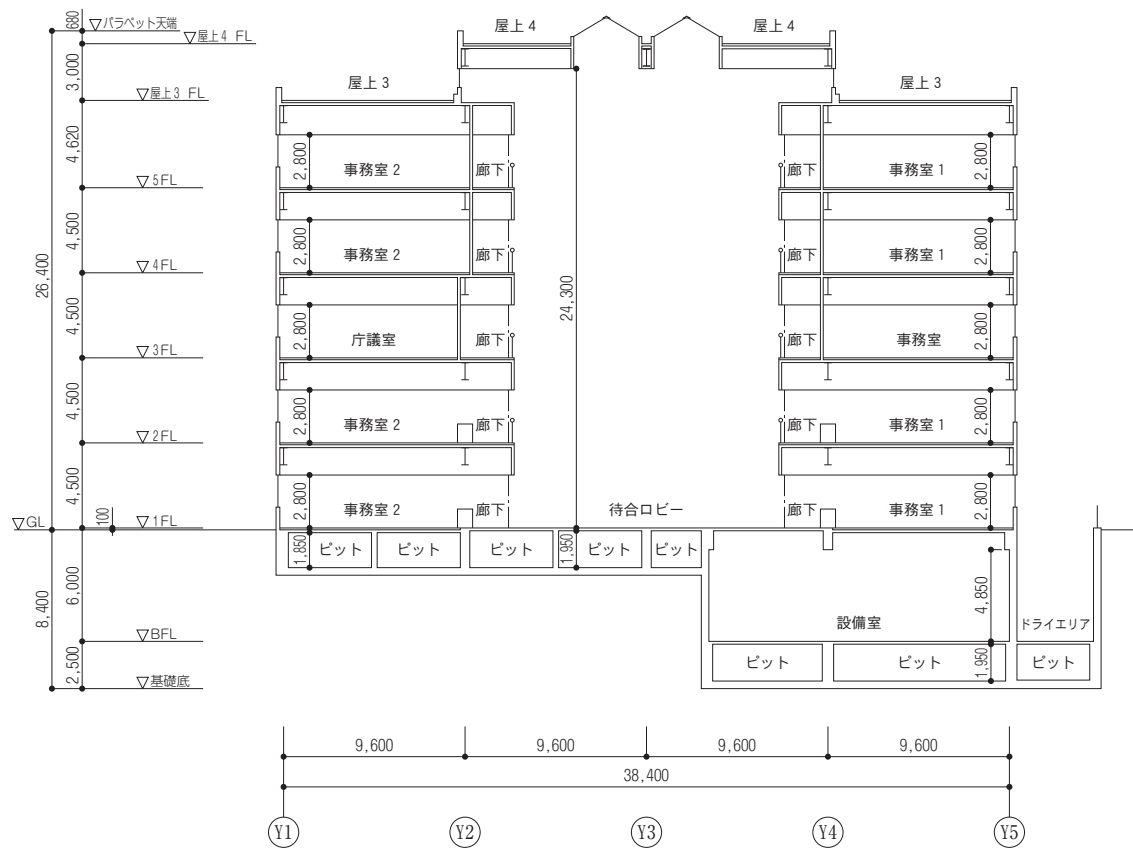 680
▽パラペット天端
屋上4
屋上4
▽屋上4 FL
3,000
屋上3
屋上3
▽屋上3 FL
4,620
2,800
事務室2
廊下
廊下
事務室1
2,800
▽5FL
4,500
2,800
事務室2
廊下
廊下
事務室1
2,800
▽4FL
26,400
24,300
4,500
2,800
庁議室
廊下
廊下
事務室
2,800
▽3FL
4,500
2,800
事務室2
廊下
廊下
事務室1
2,800
▽2FL
4,500
2,800
事務室2
廊下
待合ロビー
廊下
事務室1
2,800
▽GL
100
▽1FL
1,850
ピット
ピット
ピット
1,950
ピット
ピット
8,400
6,000
4,850
設備室
ドライエリア
▽BFL
2,500
ピット
ピット
1,950
ピット
▽基礎底
9,600
9,600
9,600
9,600
38,400
Y1
Y2
Y3
Y4
Y5